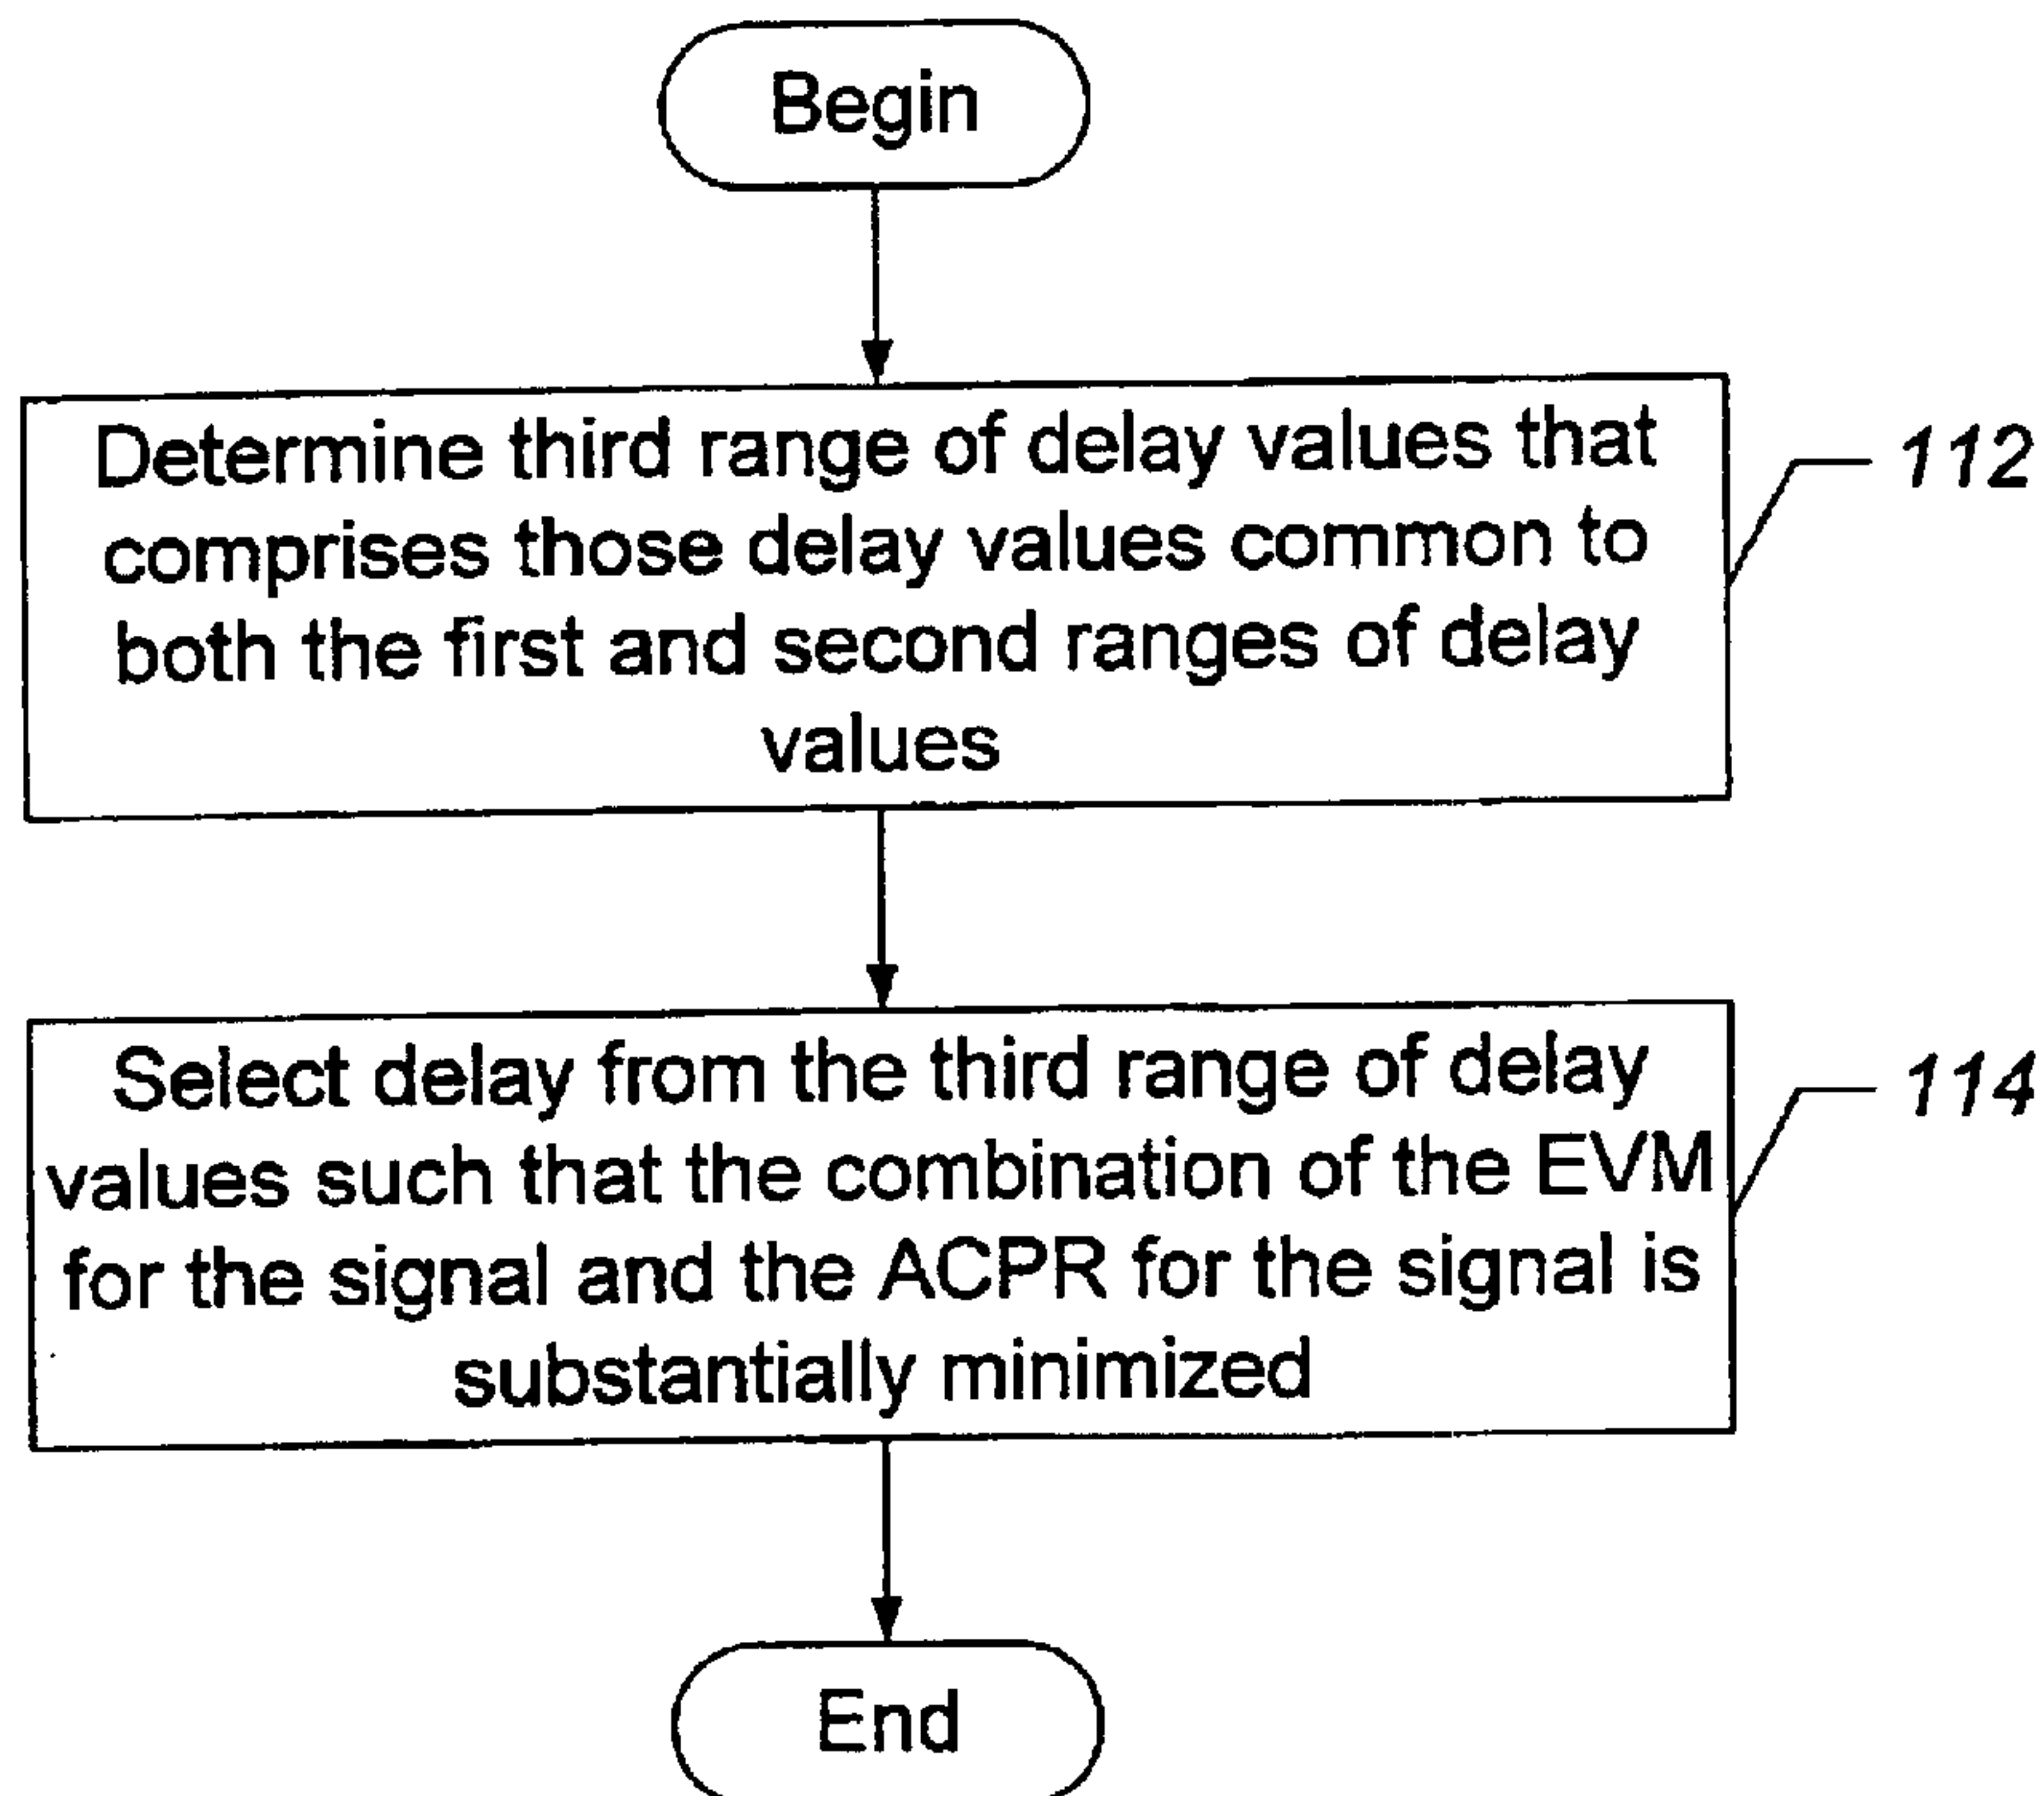 Begin
Determine third range of delay values that
comprises those delay values common to
both the first and second ranges of delay
values
112
Select delay from the third range of delay
values such that the combination of the EVM
for the signal and the ACPR for the signal is
substantially minimized
114
End